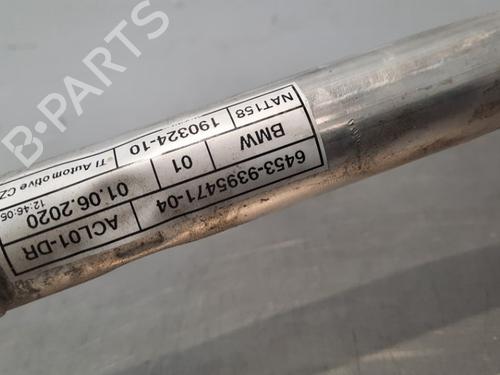 6453-9395471-04
ACL01-DR
BMW
01
01.06.2020
12:46:05
NAT158
190324-10
TI Automotive CZ
B-PARTS